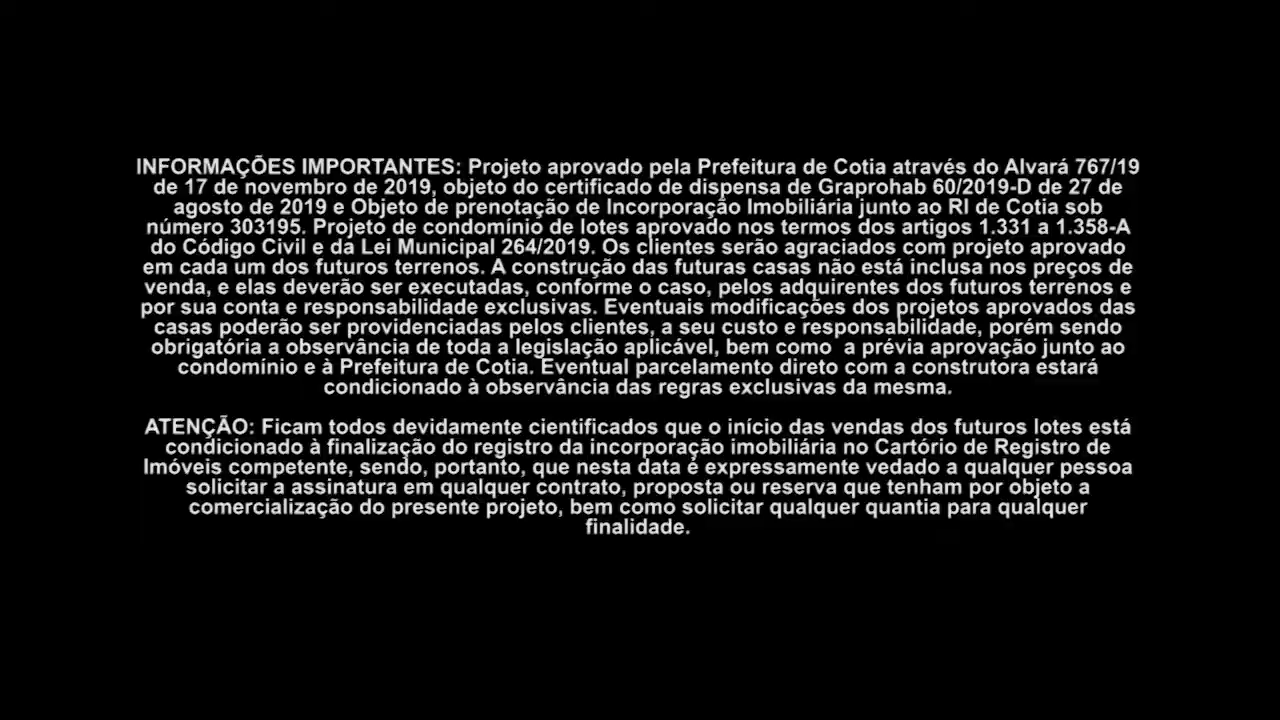 INFORMAÇÕES IMPORTANTES: Projeto aprovado pela Prefeitura de Cotia através do Alvará 767/19
de 17 de novembro de 2019, objeto do certificado de dispensa de Graprohab 60/2019-D de 27 de
agosto de 2019 e Objeto de prenotação de Incorporação Imobiliária junto ao RI de Cotia sob
número 303195. Projeto de condomínio de lotes aprovado nos termos dos artigos 1.331 a 1.358-A
do Código Civil e da Lei Municipal 264/2019. Os clientes serão agraciados com projeto aprovado
em cada um dos futuros terrenos. A construção das futuras casas não está inclusa nos preços de
venda, e elas deverão ser executadas, conforme o caso, pelos adquirentes dos futuros terrenos e
por sua conta e responsabilidade exclusivas. Eventuais modificações dos projetos aprovados das
casas poderão ser providenciadas pelos clientes, a seu custo e responsabilidade, porém sendo
obrigatória a observância de toda a legislação aplicável, bem como  a prévia aprovação junto ao
condomínio e à Prefeitura de Cotia. Eventual parcelamento direto com a construtora estará
condicionado à observância das regras exclusivas da mesma.
ATENÇÃO: Ficam todos devidamente cientificados que o início das vendas dos futuros lotes está
condicionado à finalização do registro da incorporação imobiliária no Cartório de Registro de
Imóveis competente, sendo, portanto, que nesta data é expressamente vedado a qualquer pessoa
solicitar a assinatura em qualquer contrato, proposta ou reserva que tenham por objeto a
comercialização do presente projeto, bem como solicitar qualquer quantia para qualquer
finalidade.